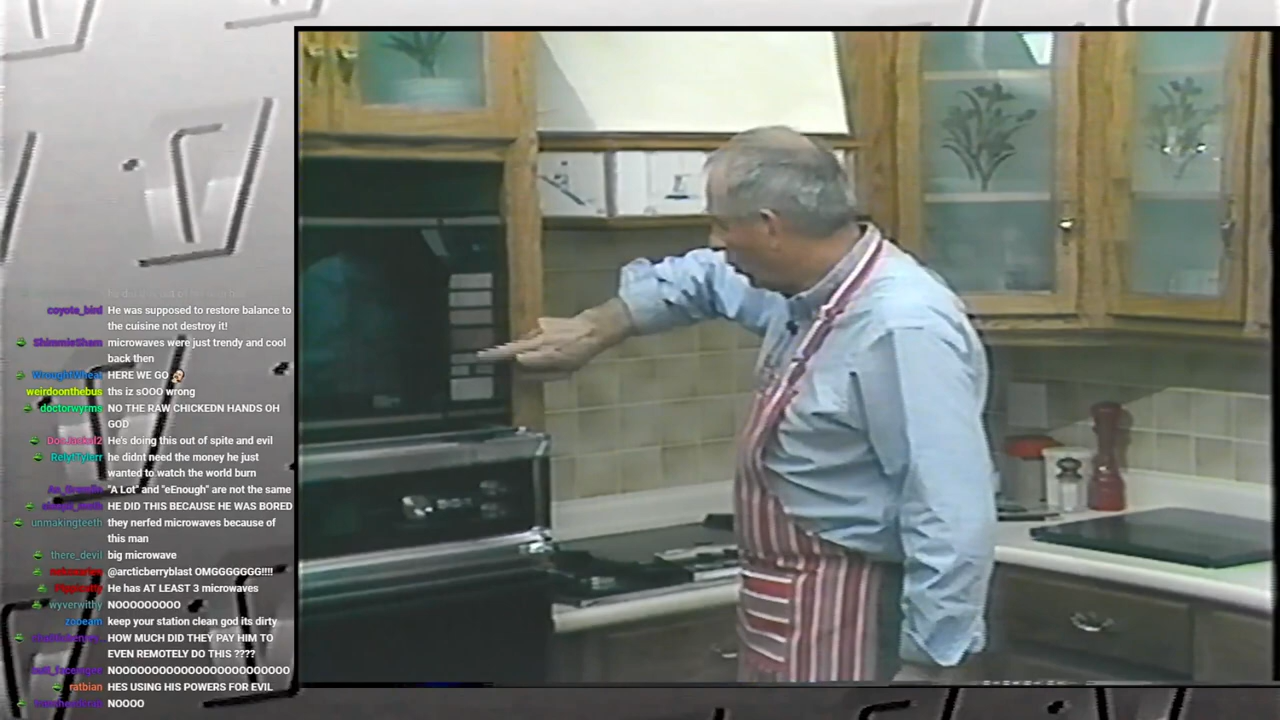 coyote_bird He was supposed to restore balance to
the cuisine not destroy it!
ShimmieSham microwaves were just trendy and cool
back then
HERE WE GO
weirdoonthebus ths iz sOOO wrong
doctorwyrms NO THE RAW CHICKEDN HANDS OH
GOD
He's doing this out of spite and evil
he didnt need the money he just
wanted to watch the world burn
"A Lot" and "eEnough" are not the same
HE DID THIS BECAUSE HE WAS BORED
unmakingteeth they nerfed microwaves because of
this man
there_devil big microwave
@arcticberryblast OMGGGGGG!!!!
He has AT LEAST 3 microwaves
wyverwithy NOOOOOOOOO
zooeam keep your station clean god its dirty
HOW MUCH DID THEY PAY HIM TO
EVEN REMOTELY DO THIS ????
NOOOOOOOOOOOOOOOOOOOOOOOO
ratbian HES USING HIS POWERS FOR EVIL
NOOOO